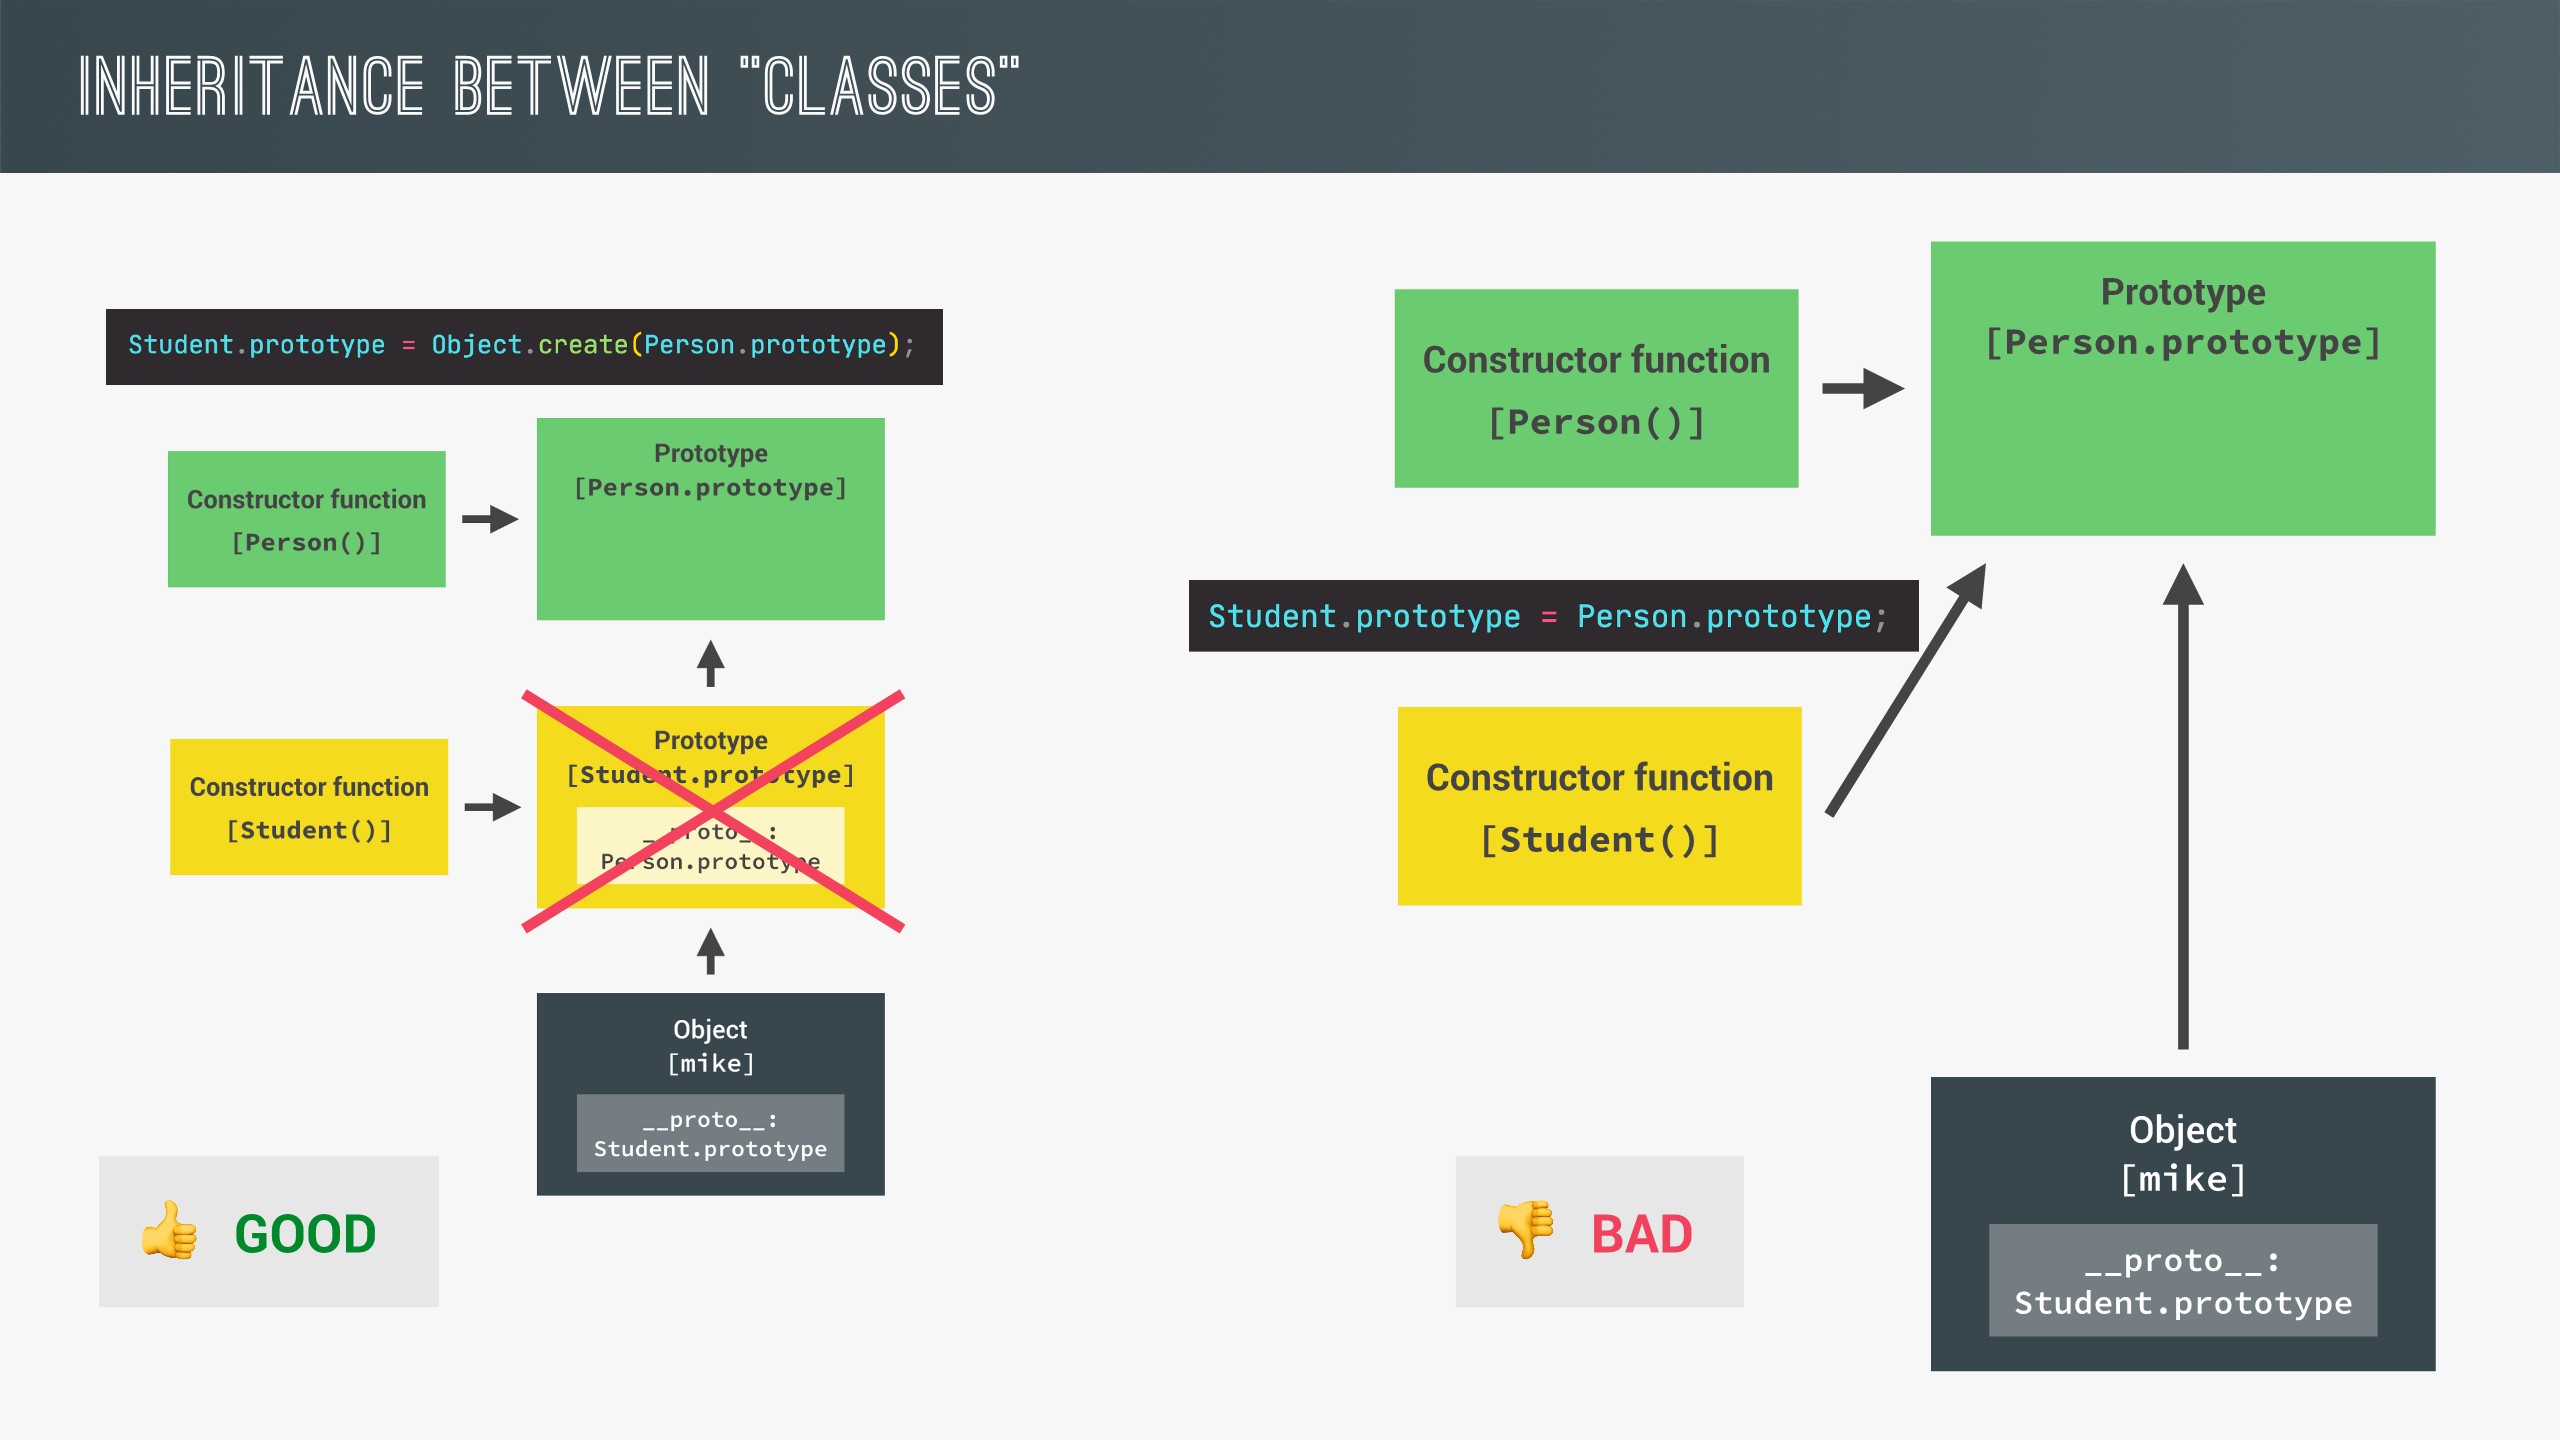 INHERITANCE BETWEEN "CLASSES"
Student.prototype = Object.create(Person.prototype);
Constructor function
[Person()]
Prototype
[Person.prototype]
Constructor function
[Student()]
Prototype
[Student.prototype]
__proto__:
Person.prototype
Object
[mike]
__proto__:
Student.prototype
👍 GOOD
Constructor function
[Person()]
Prototype
[Person.prototype]
Student.prototype = Person.prototype;
Constructor function
[Student()]
Object
[mike]
__proto__:
Student.prototype
👎 BAD